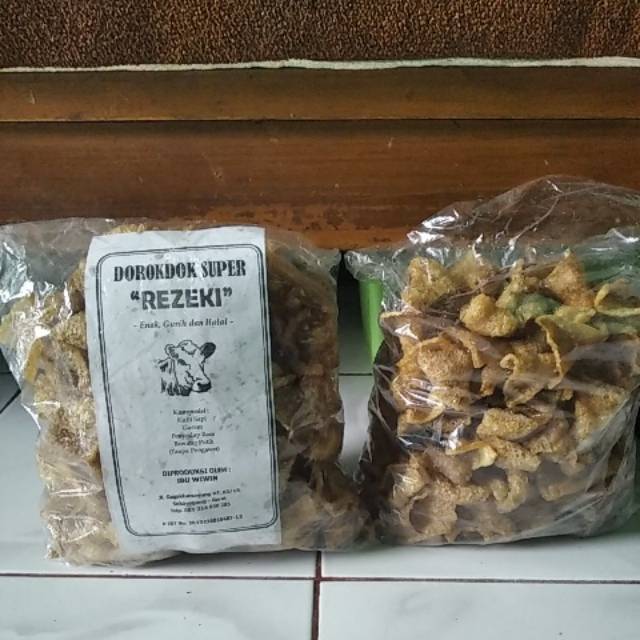 DOROKDOK SUPER
"REZEKI"
- Enak, Gurih dan Halal -
Komposisi :
Kulit Sapi
Garam
Penyedap Rasa
Bawang Putih
(Tanpa Pengawet)
DIPRODUKSI OLEH :
IBU WIWIN